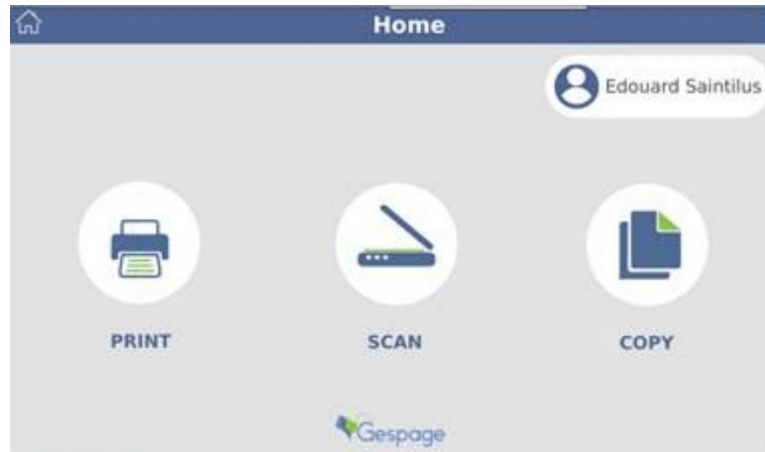 Home
Edouard Saintilus
PRINT
SCAN
COPY
Gespage